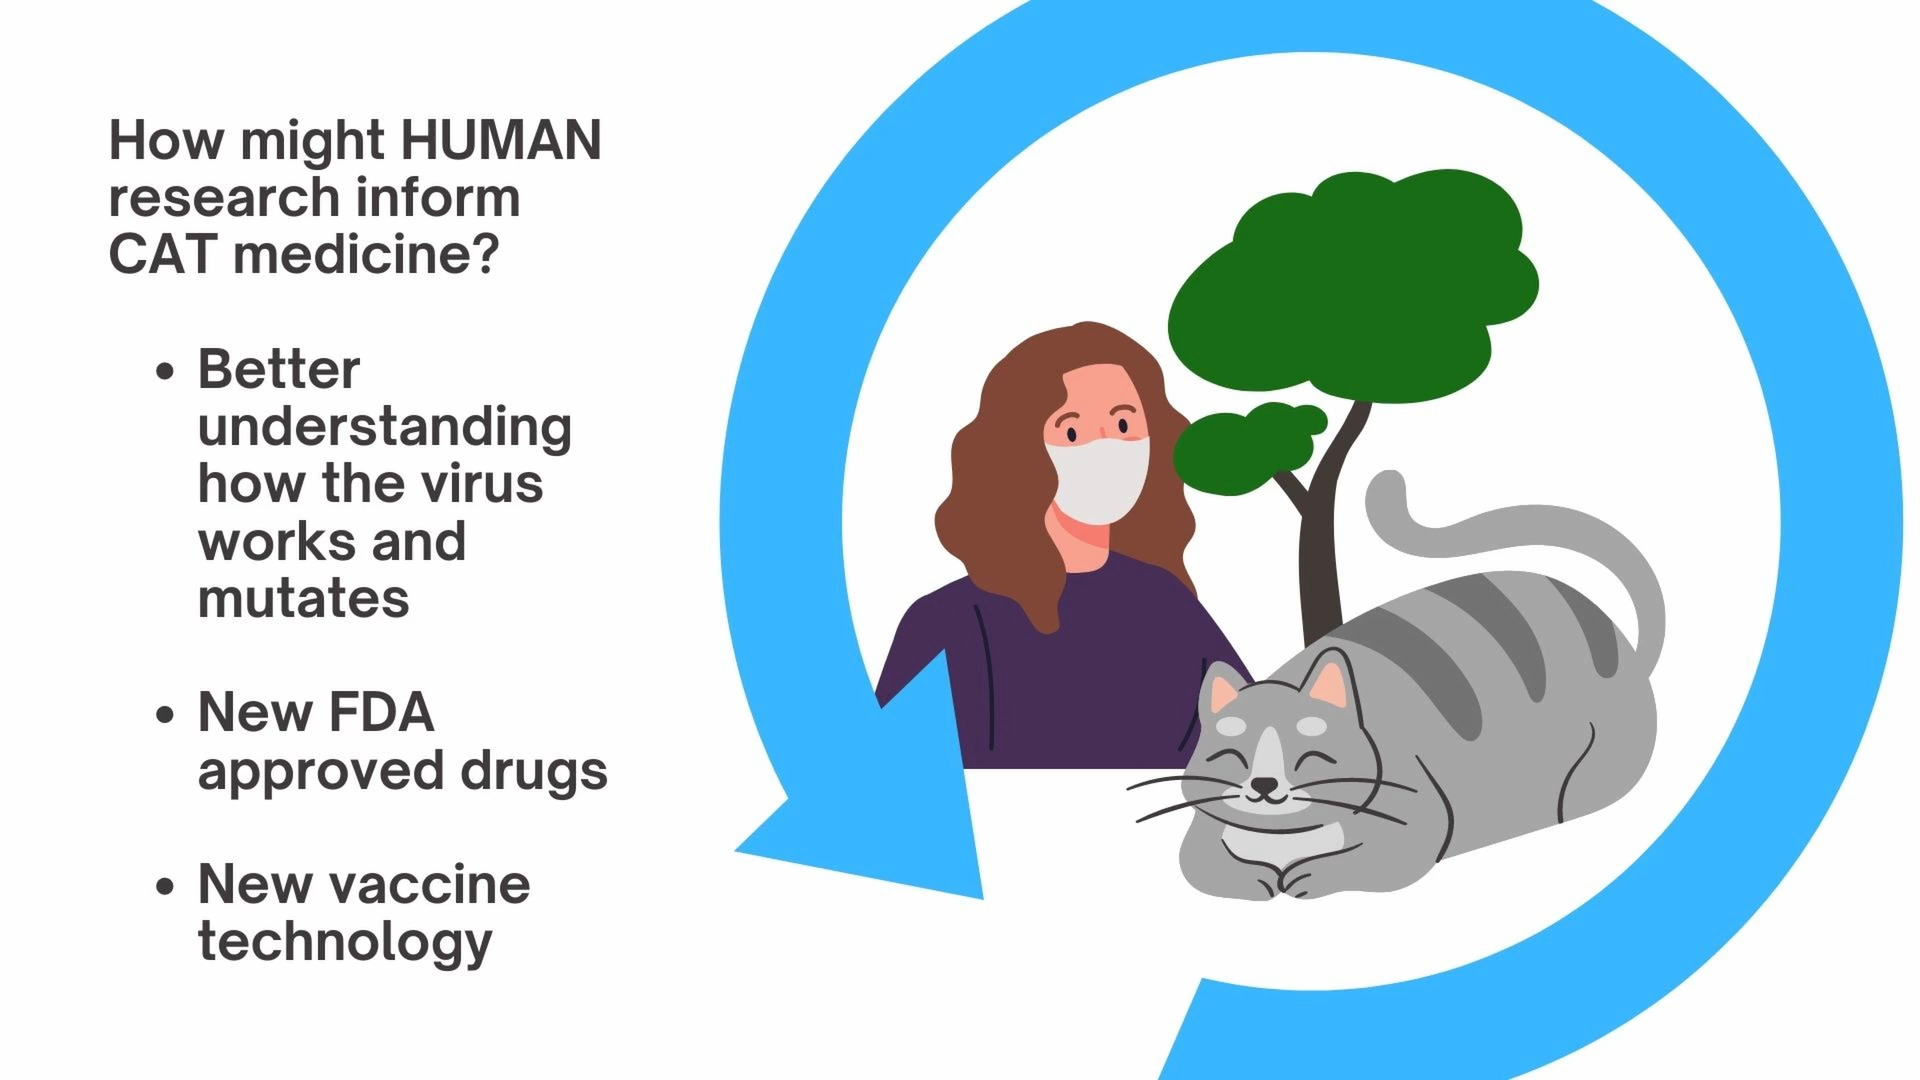 How might HUMAN
research inform
CAT medicine?
• Better
understanding
how the virus
works and
mutates
• New FDA
approved drugs
• New vaccine
technology